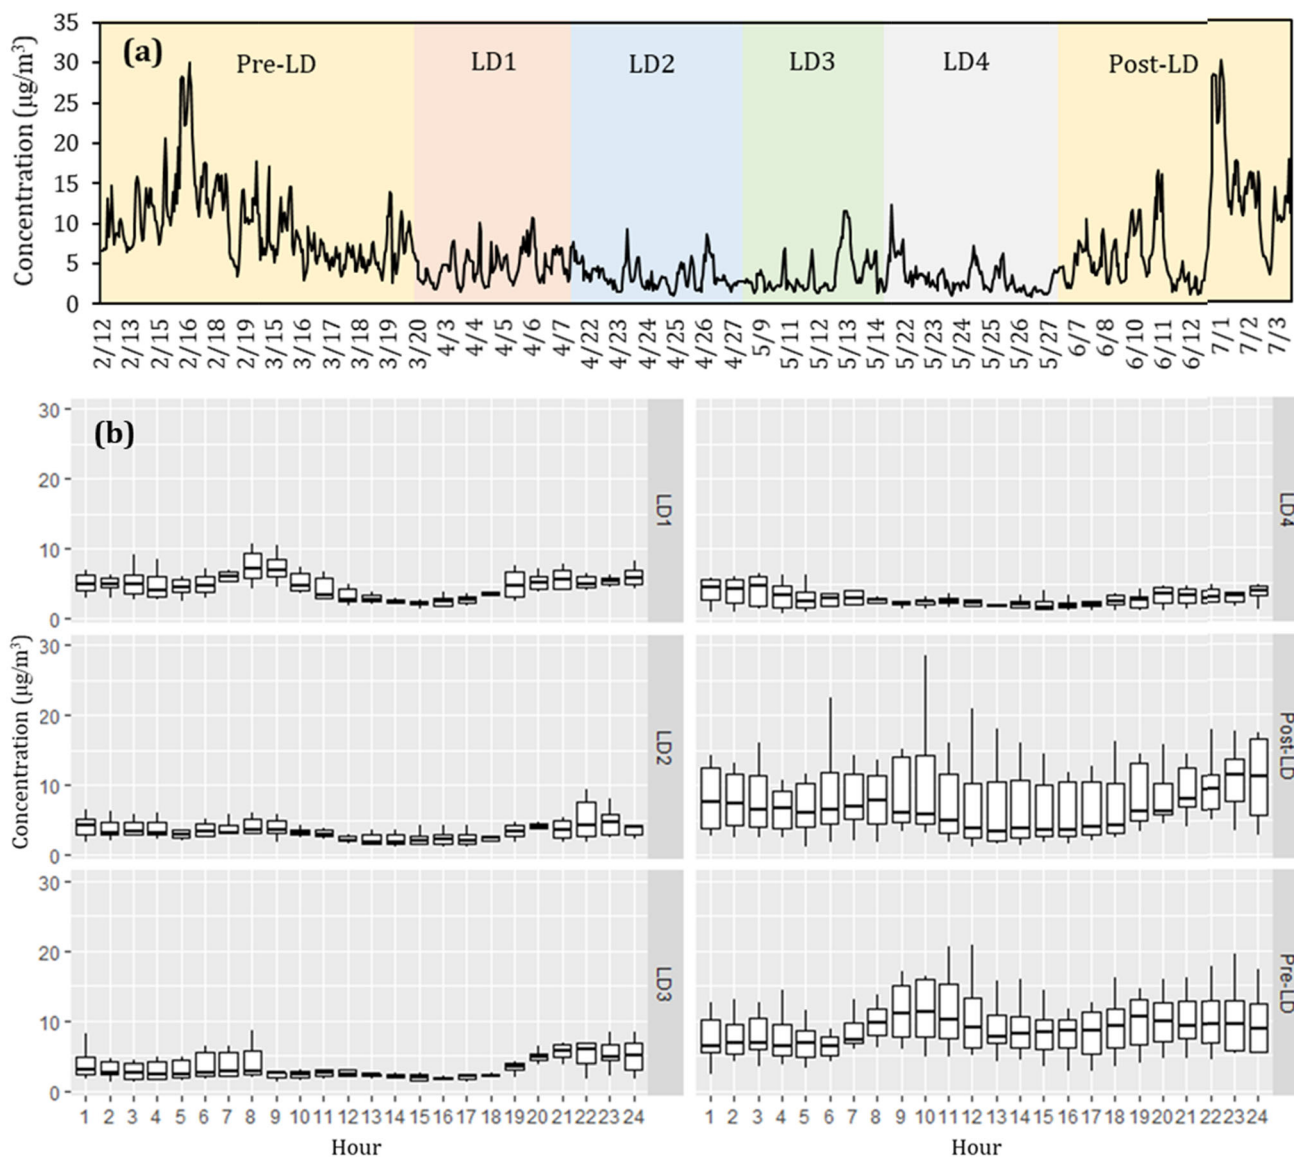 (a)
Pre-LD LD1 LD2 LD3 LD4 Post-LD
Concentration (μg/m³)
35
30
25
20
15
10
5
0
2/12 2/13 2/15 2/16 2/18 2/19 3/15 3/16 3/17 3/18 3/19 3/20 4/3 4/4 4/5 4/6 4/7 4/22 4/23 4/24 4/25 4/26 4/27 5/9 5/11 5/12 5/13 5/14 5/22 5/23 5/24 5/25 5/26 5/27 6/7 6/8 6/10 6/11 6/12 7/1 7/2 7/3
(b)
Concentration (μg/m³)
30
20
10
0
LD1
LD4
30
20
10
0
LD2
Post-LD
30
20
10
0
LD3
Pre-LD
1 2 3 4 5 6 7 8 9 10 11 12 13 14 15 16 17 18 19 20 21 22 23 24
1 2 3 4 5 6 7 8 9 10 11 12 13 14 15 16 17 18 19 20 21 22 23 24
Hour
Hour